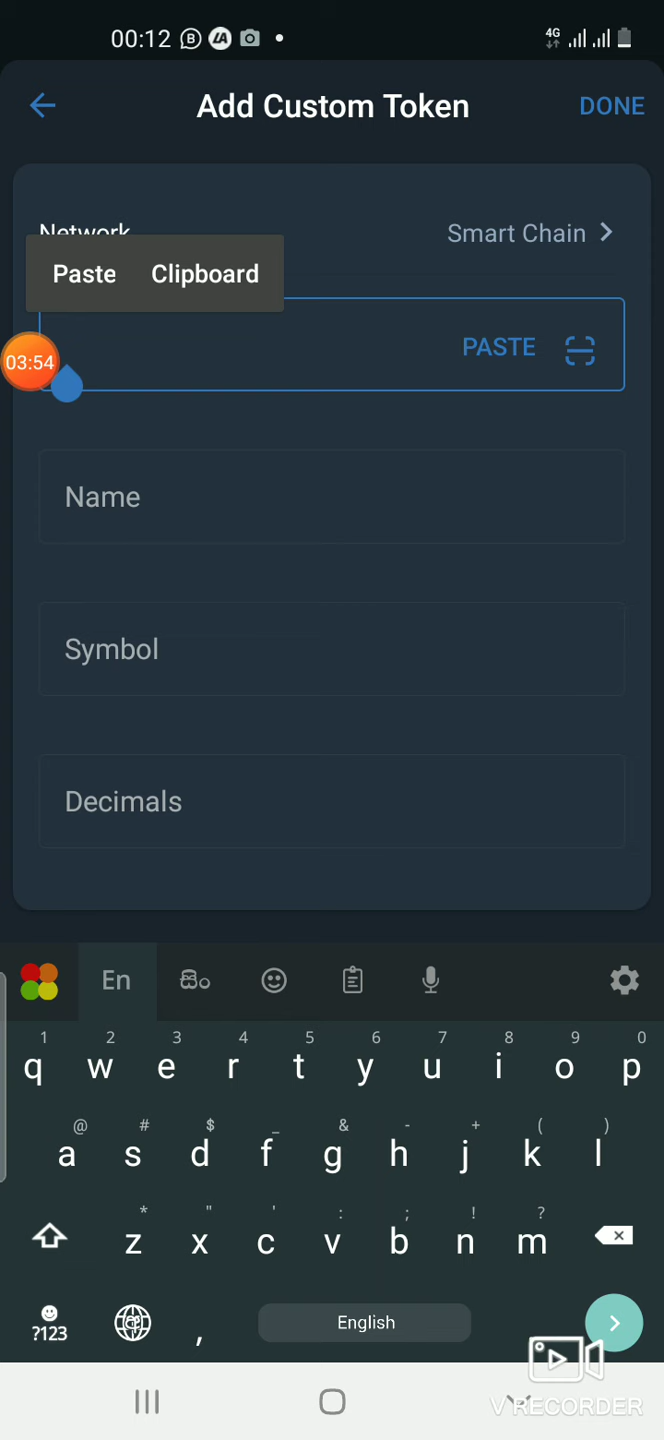 00:12
4G
Add Custom Token
DONE
Network
Smart Chain
Paste
Clipboard
PASTE
03:54
Name
Symbol
Decimals
En
සිං
1 2 3 4 5 6 7 8 9 0
q w e r t y u i o p
@ # $ _ & - + ( )
a s d f g h j k l
* " ' : ; ! ?
z x c v b n m
?123
,
English
V RECORDER